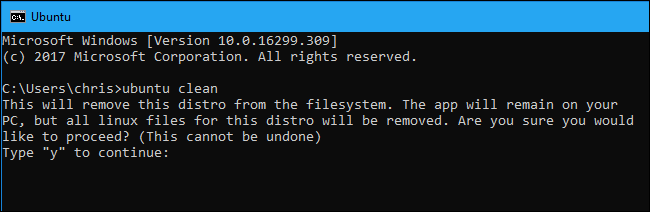 Ubuntu
Microsoft Windows [Version 10.0.16299.309]
(c) 2017 Microsoft Corporation. All rights reserved.
C:\Users\chris>ubuntu clean
This will remove this distro from the filesystem. The app will remain on your
PC, but all linux files for this distro will be removed. Are you sure you would
like to proceed? (This cannot be undone)
Type "y" to continue: